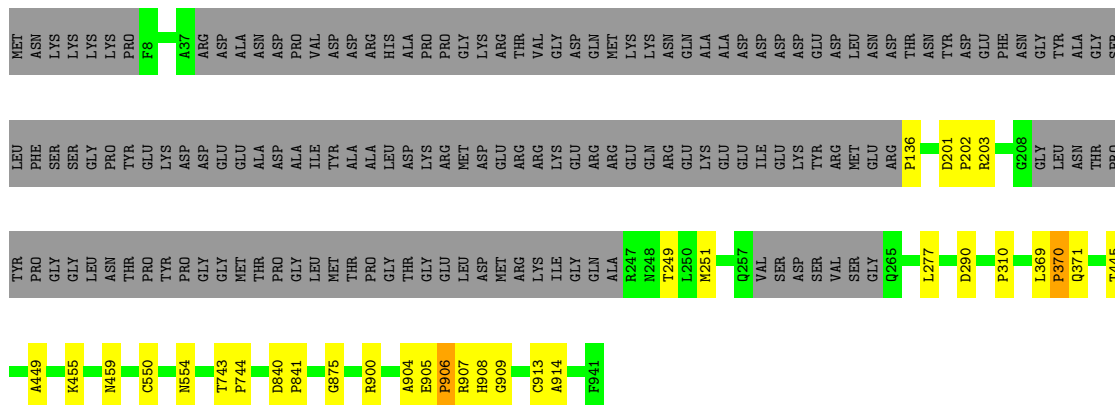 MET ASN LYS LYS LYS LYS PRO F8 A37 ARG ASP ALA ASN ASP PRO VAL ASP ASP ARG HIS ALA PRO PRO GLY LYS ARG THR VAL GLY ASP GLN MET LYS LYS ASN GLN ALA ALA ASP ASP ASP ASP GLU ASP LEU ASN ASP THR ASN TYR ASP GLU PHE ASN GLY TYR ALA GLY SER
LEU PHE SER SER GLY PRO TYR GLU LYS ASP ASP GLU GLU ALA ASP ALA ILE TYR ALA ALA LEU ASP LYS ARG MET ASP GLU ARG ARG LYS GLU ARG ARG GLU GLN ARG GLU LYS GLU GLU ILE GLU LYS TYR ARG MET GLU ARG P136 D201 P202 R203 G208 GLY LEU ASN THR PRO
TYR PRO GLY GLY LEU ASN THR PRO TYR PRO GLY GLY MET THR PRO GLY LEU MET THR PRO GLY THR GLY GLU LEU ASP MET ARG LYS ILE GLY GLN ALA R247 N248 T249 L250 M251 Q257 VAL SER ASP SER VAL SER GLY Q265 L277 D290 P310 L369 P370 Q371 T445
A449 K455 N459 C550 N554 T743 P744 D840 P841 G875 R900 A904 E905 P906 R907 H908 G909 C913 A914 F941